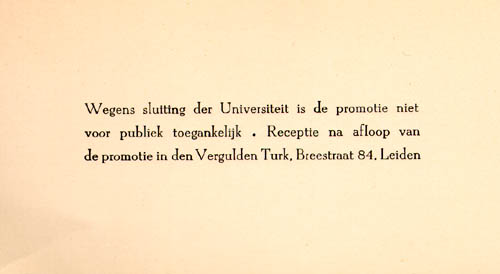 Wegens sluiting der Universiteit is de promotie niet
voor publiek toegankelijk . Receptie na afloop van
de promotie in den Vergulden Turk, Breestraat 84, Leiden